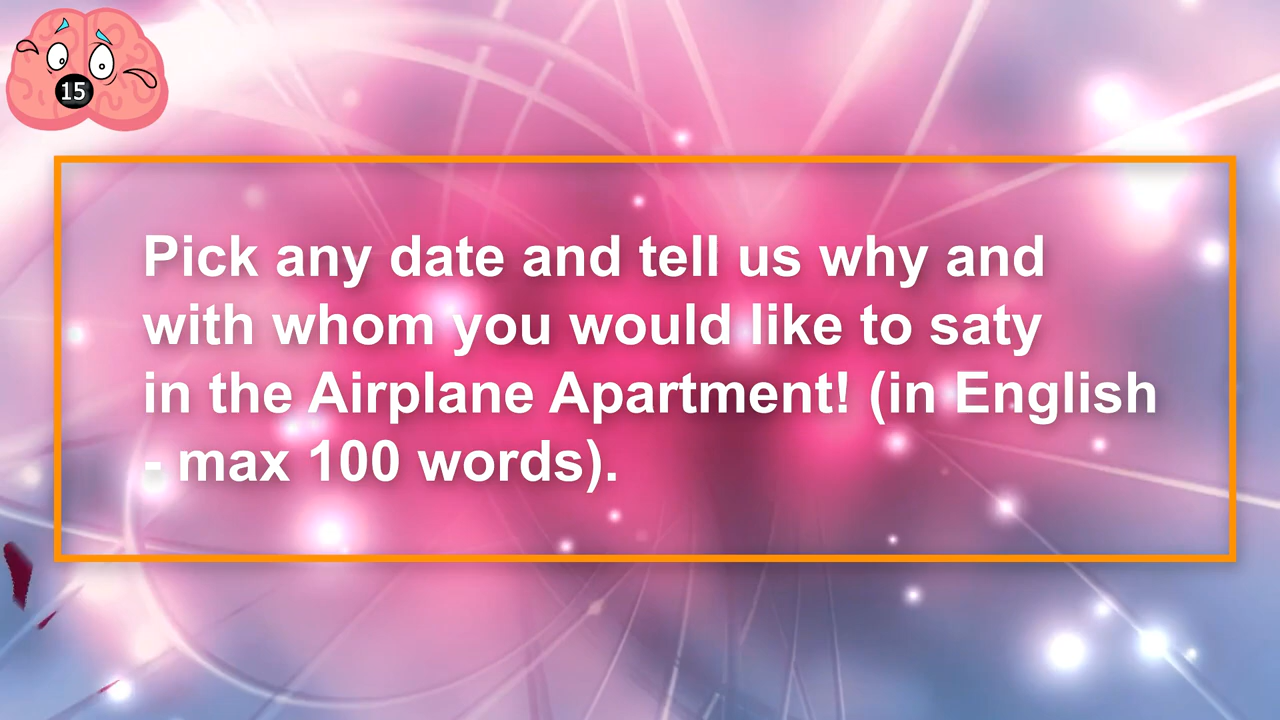 15
Pick any date and tell us why and
with whom you would like to saty
in the Airplane Apartment! (in English
- max 100 words).